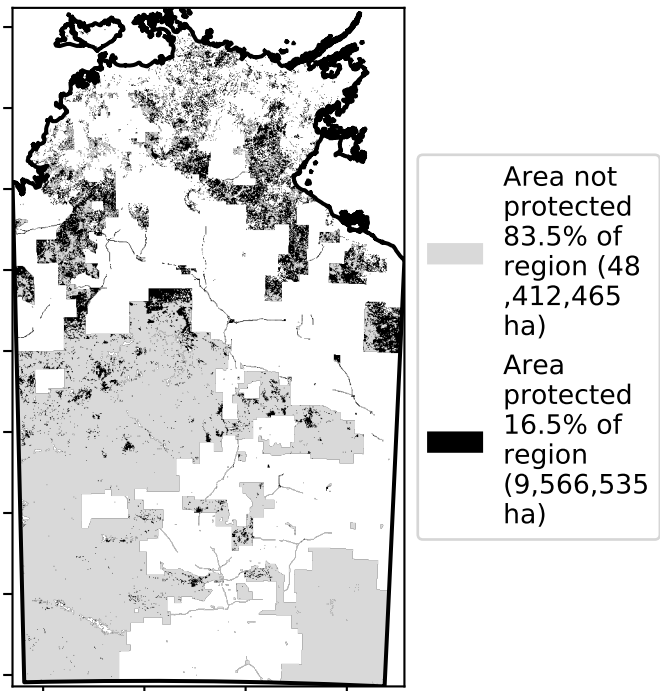 Area not
protected
83.5% of
region (48
,412,465
ha)
Area
protected
16.5% of
region
(9,566,535
ha)